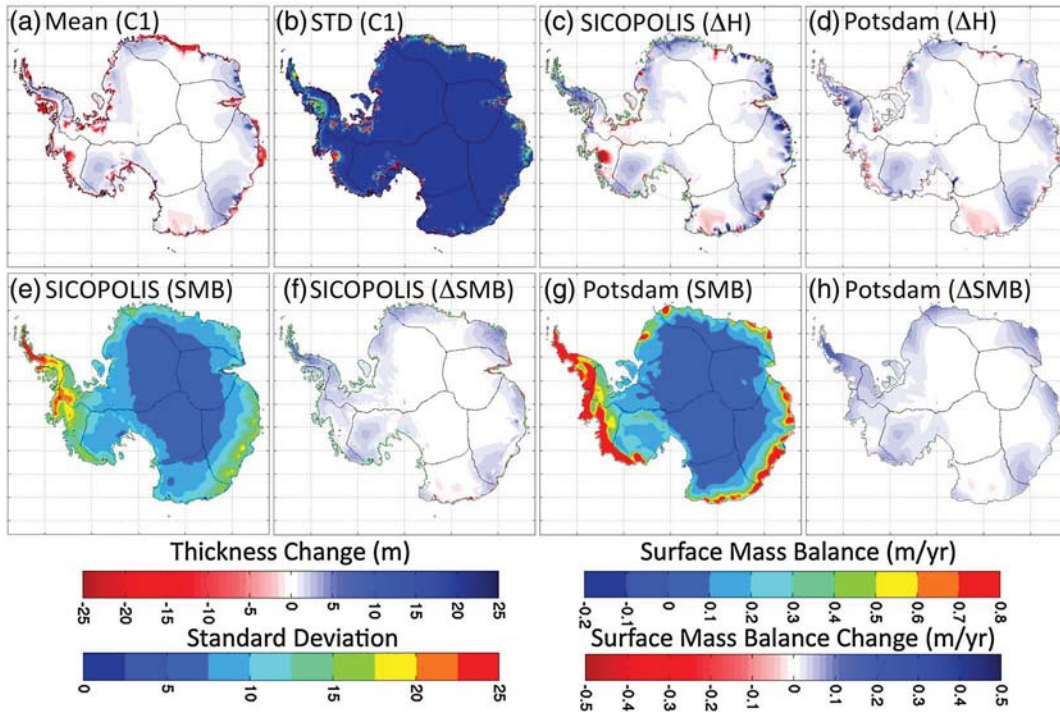 (a) Mean (C1)
(b) STD (C1)
(c) SICOPOLIS (ΔH)
(d) Potsdam (ΔH)
(e) SICOPOLIS (SMB)
(f) SICOPOLIS (ΔSMB)
(g) Potsdam (SMB)
(h) Potsdam (ΔSMB)
Thickness Change (m)
-25 -20 -15 -10 -5 0 5 10 15 20 25
Standard Deviation
0 5 10 15 20 25
Surface Mass Balance (m/yr)
-0.2 -0.1 0 0.1 0.2 0.3 0.4 0.5 0.6 0.7 0.8
Surface Mass Balance Change (m/yr)
-0.5 -0.4 -0.3 -0.2 -0.1 0 0.1 0.2 0.3 0.4 0.5